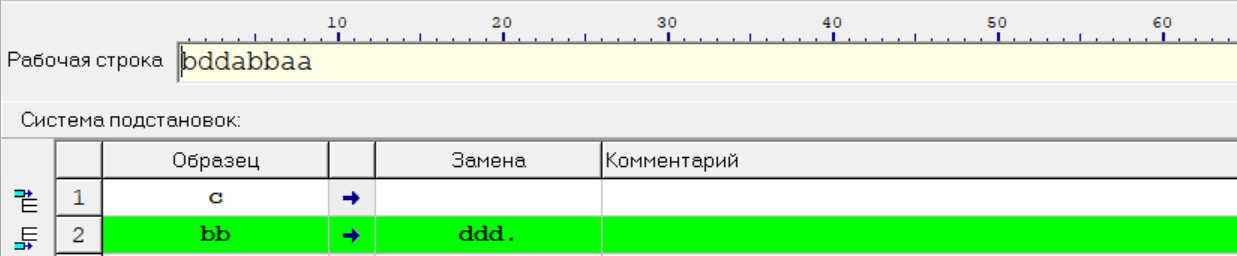 10 20 30 40 50 60
Рабочая строка bddabbaa
Система подстановок:
Образец Замена Комментарий
1 c →
2 bb → ddd.